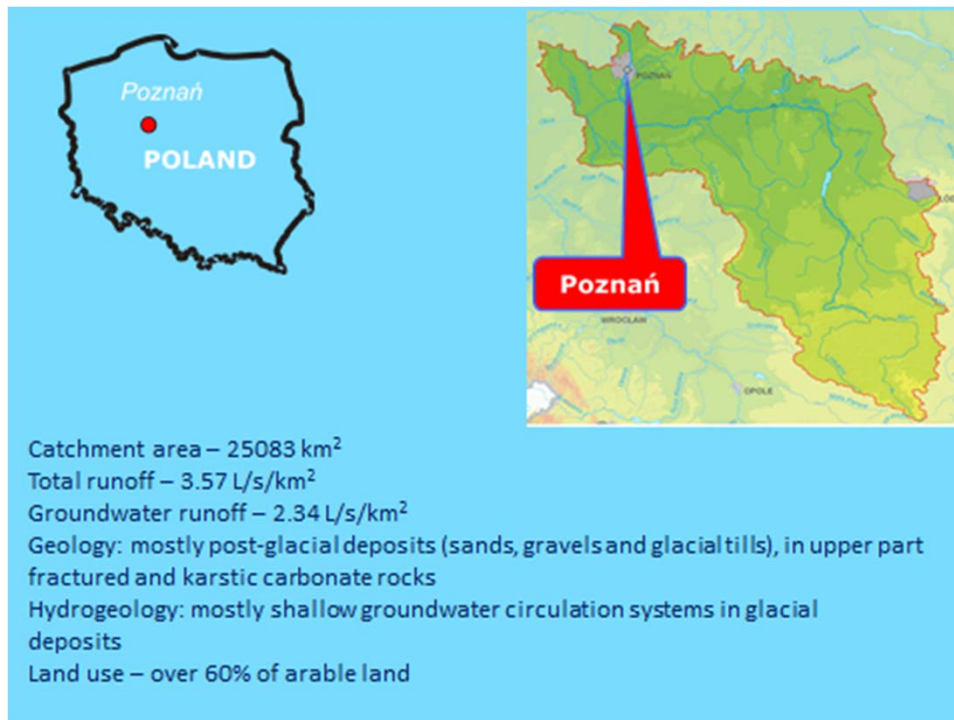 Poznań
POLAND
POZNAŃ
Poznań
WROCŁAW
OPOLE
Catchment area – 25083 km²
Total runoff – 3.57 L/s/km²
Groundwater runoff – 2.34 L/s/km²
Geology: mostly post-glacial deposits (sands, gravels and glacial tills), in upper part
fractured and karstic carbonate rocks
Hydrogeology: mostly shallow groundwater circulation systems in glacial
deposits
Land use – over 60% of arable land